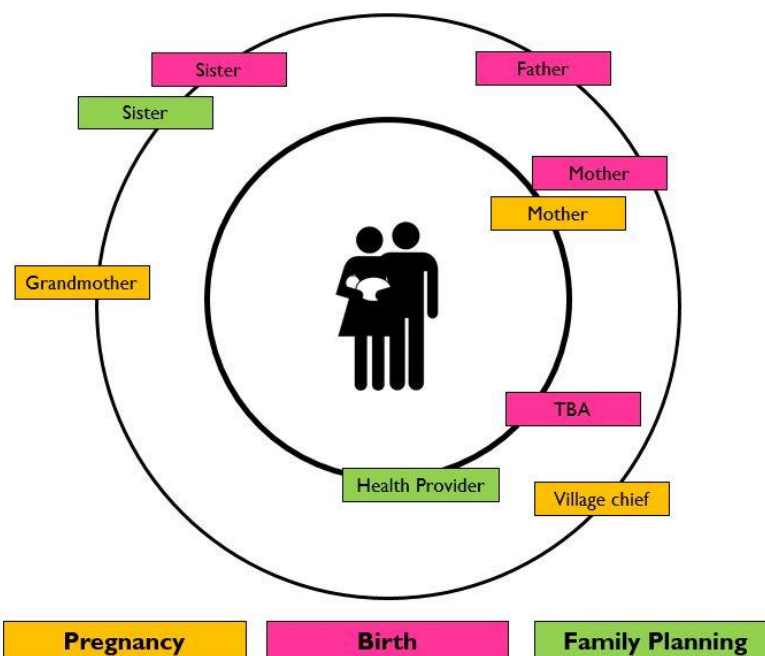 Sister
Father
Sister
Mother
Mother
Grandmother
TBA
Health Provider
Village chief
Pregnancy
Birth
Family Planning